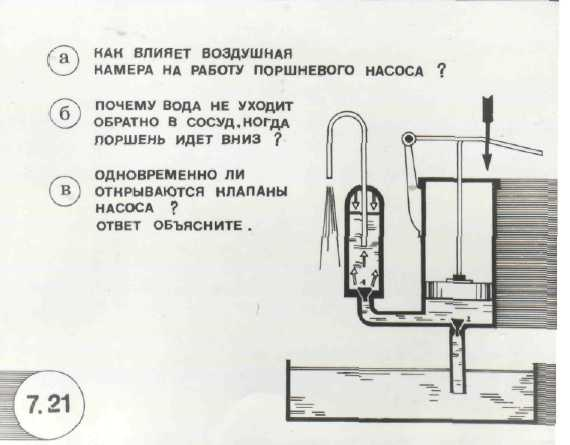 а КАК ВЛИЯЕТ ВОЗДУШНАЯ
КАМЕРА НА РАБОТУ ПОРШНЕВОГО НАСОСА ?
б ПОЧЕМУ ВОДА НЕ УХОДИТ
ОБРАТНО В СОСУД, КОГДА
ПОРШЕНЬ ИДЕТ ВНИЗ ?
в ОДНОВРЕМЕННО ЛИ
ОТКРЫВАЮТСЯ КЛАПАНЫ
НАСОСА ?
ОТВЕТ ОБЪЯСНИТЕ .
7.21